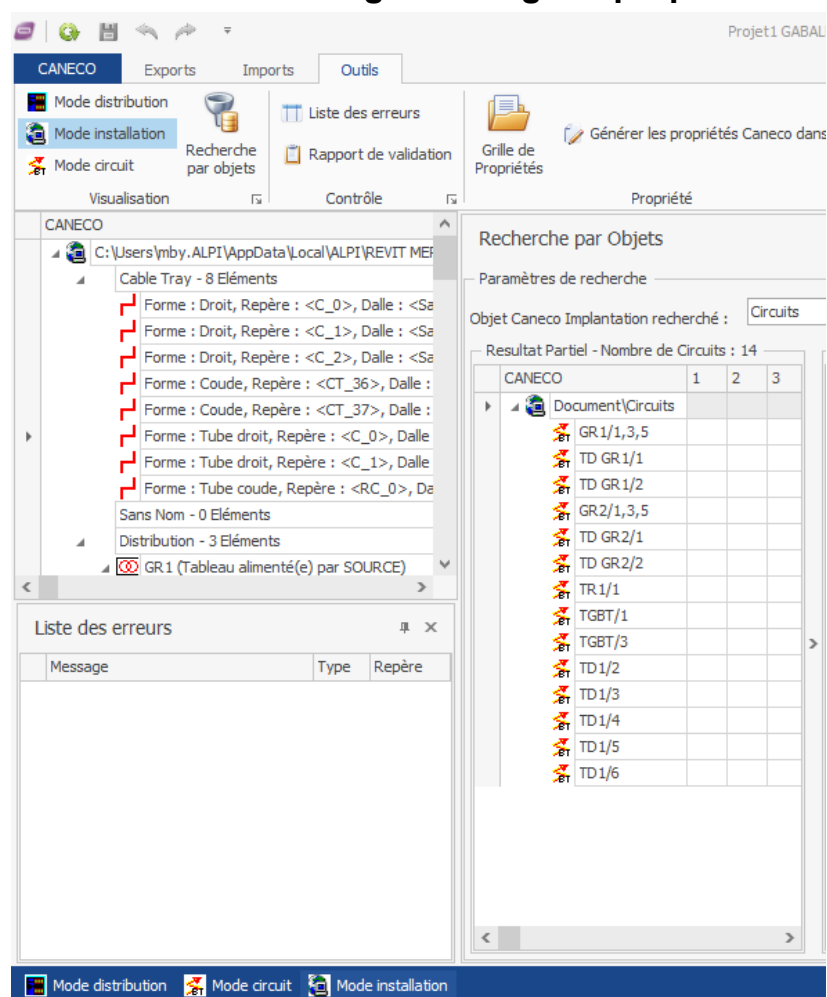 Projet1 GABAL
CANECO Exports Imports Outils
Mode distribution
Mode installation
Mode circuit
Recherche
par objets
Visualisation
Liste des erreurs
Rapport de validation
Contrôle
Grille de
Propriétés
Générer les propriétés Caneco dans
Propriété
CANECO
C:\Users\mby.ALPI\AppData\Local\ALPI\REVIT MEP
Cable Tray - 8 Eléments
Forme : Droit, Repère : <C_0>, Dalle : <Sa
Forme : Droit, Repère : <C_1>, Dalle : <Sa
Forme : Droit, Repère : <C_2>, Dalle : <Sa
Forme : Coude, Repère : <CT_36>, Dalle :
Forme : Coude, Repère : <CT_37>, Dalle :
Forme : Tube droit, Repère : <C_0>, Dalle
Forme : Tube droit, Repère : <C_1>, Dalle
Forme : Tube coude, Repère : <RC_0>, Da
Sans Nom - 0 Eléments
Distribution - 3 Eléments
GR1 (Tableau alimenté(e) par SOURCE)
Liste des erreurs
Message Type Repère
Recherche par Objets
Paramètres de recherche
Objet Caneco Implantation recherché : Circuits
Resultat Partiel - Nombre de Circuits : 14
CANECO 1 2 3
Document\Circuits
GR1/1,3,5
TD GR1/1
TD GR1/2
GR2/1,3,5
TD GR2/1
TD GR2/2
TR1/1
TGBT/1
TGBT/3
TD1/2
TD1/3
TD1/4
TD1/5
TD1/6
Mode distribution Mode circuit Mode installation